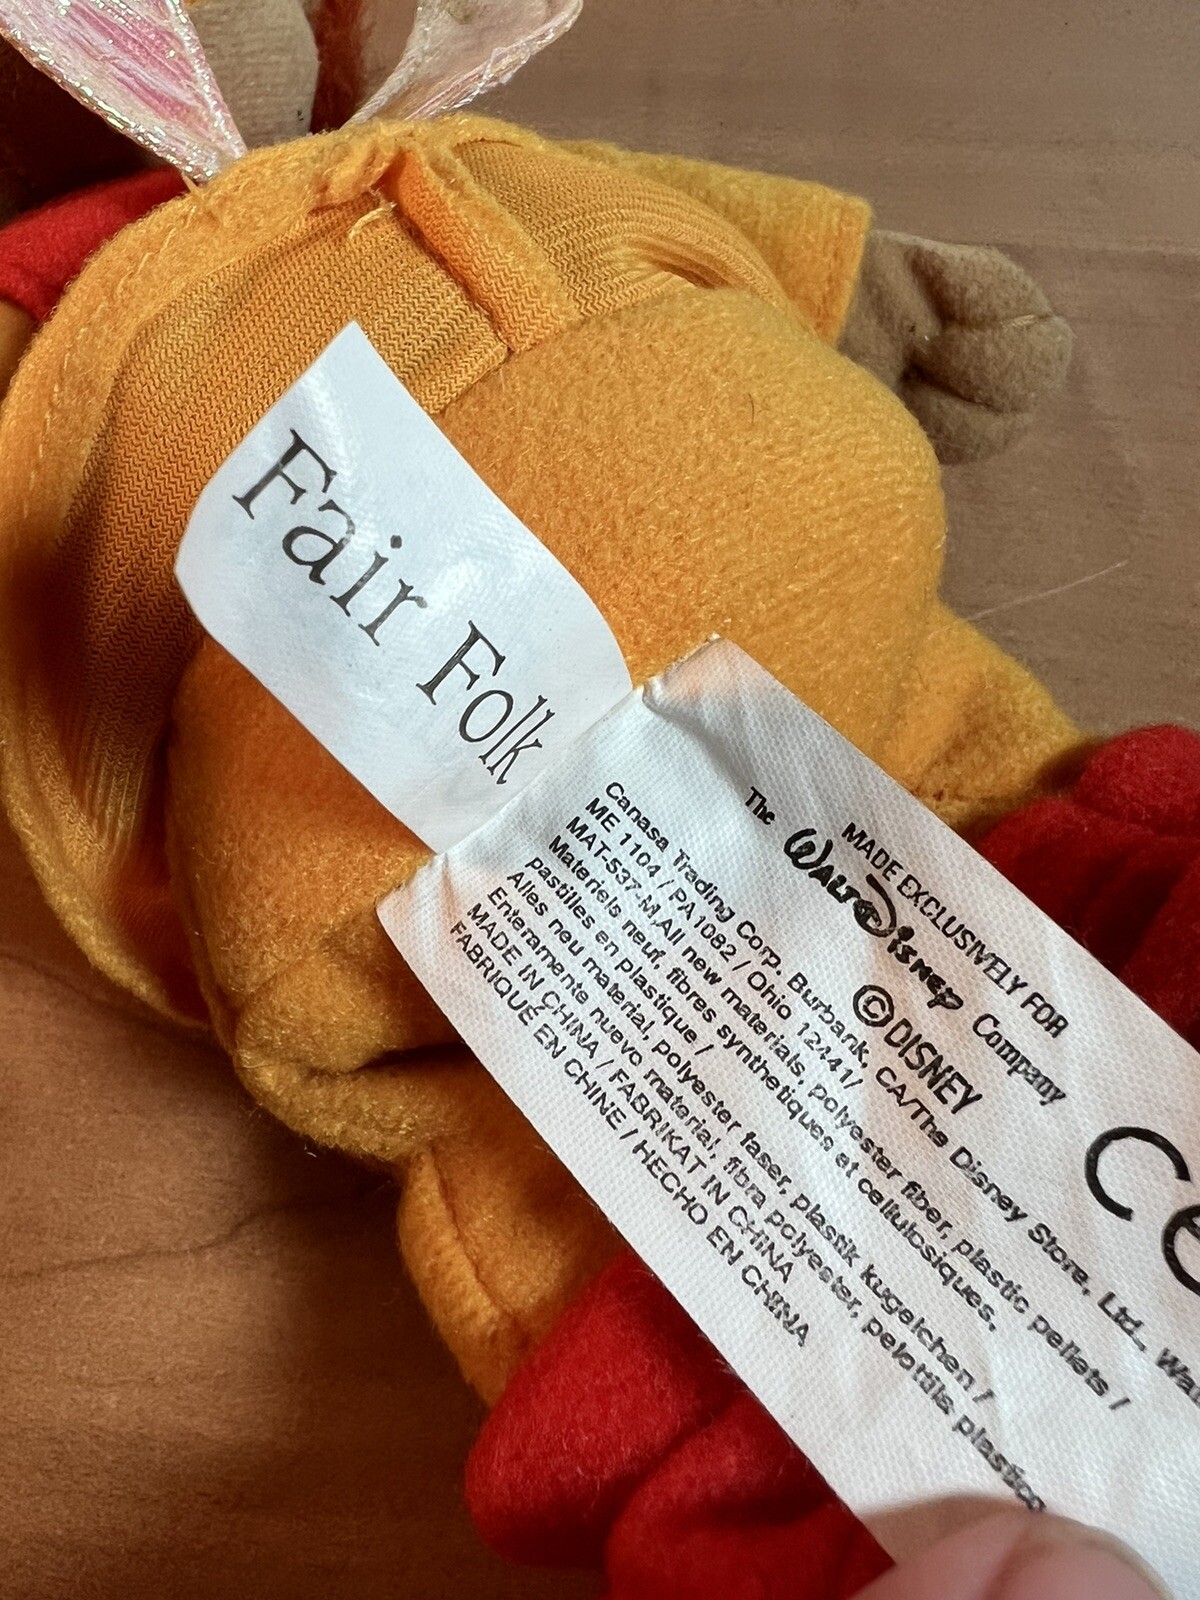 Fair Folk
MADE EXCLUSIVELY FOR
The WALT DISNEY Company
©DISNEY
CE
Canasa Trading Corp. Burbank, CA/The Disney Store, Ltd.,
ME 1104 / PA1082 / Ohio 12441/
MAT-537-M,All new materials, polyester fiber, plastic pellets /
Materiels neuf, fibres synthetiques et cellulosiques,
pastilles en plastique /
Alles neu material, polyester faser, plastik kugelchen /
Enteramente nuevo material, fibra polyester, pelotilla plastico
MADE IN CHINA / FABRIKAT IN CHINA
FABRIQUE EN CHINE / HECHO EN CHINA